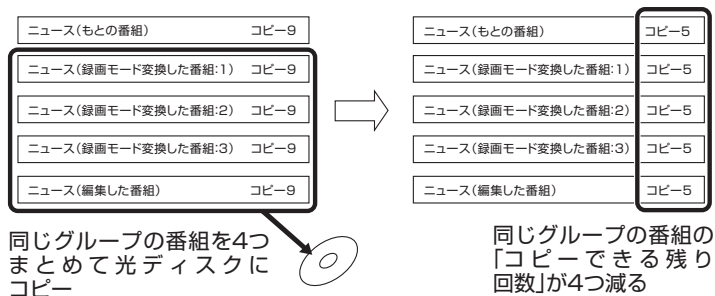 ニュース(もとの番組) コピー9
ニュース(録画モード変換した番組:1) コピー9
ニュース(録画モード変換した番組:2) コピー9
ニュース(録画モード変換した番組:3) コピー9
ニュース(編集した番組) コピー9
同じグループの番組を4つ
まとめて光ディスクに
コピー
ニュース(もとの番組) コピー5
ニュース(録画モード変換した番組:1) コピー5
ニュース(録画モード変換した番組:2) コピー5
ニュース(録画モード変換した番組:3) コピー5
ニュース(編集した番組) コピー5
同じグループの番組の
「コピーできる残り
回数」が4つ減る